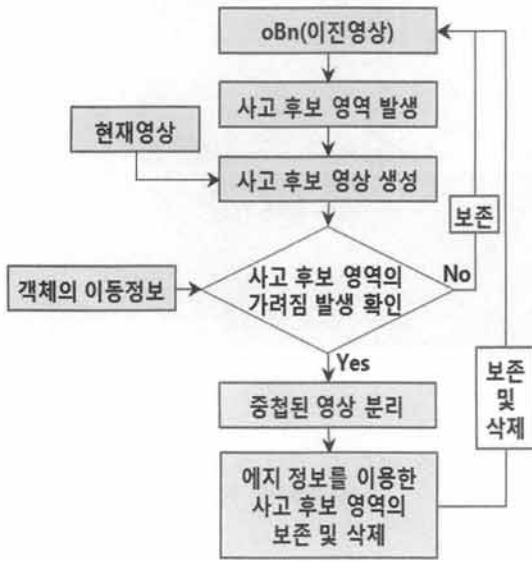 oBn(이진영상)
사고 후보 영역 발생
현재영상
사고 후보 영상 생성
보존
사고 후보 영역의
가려짐 발생 확인
No
객체의 이동정보
Yes
중첩된 영상 분리
보존
및
삭제
에지 정보를 이용한
사고 후보 영역의
보존 및 삭제